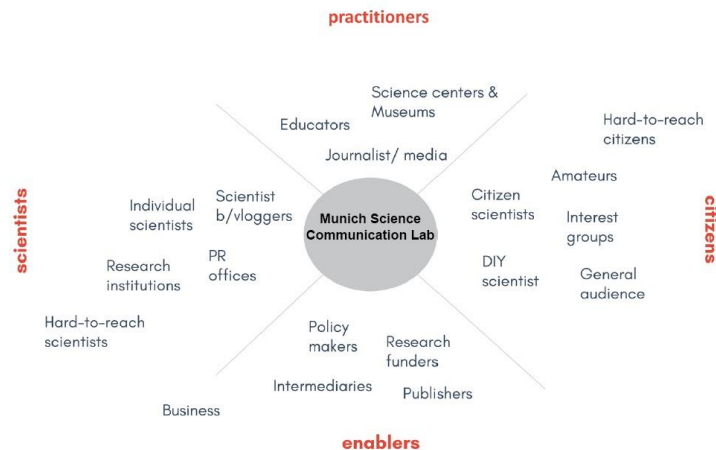 practitioners
Science centers &
Museums
Educators
Journalist/ media
scientists
Individual
scientists
Scientist
b/vloggers
Research
institutions
PR
offices
Hard-to-reach
scientists
Munich Science
Communication Lab
Hard-to-reach
citizens
Amateurs
Citizen
scientists
Interest
groups
DIY
scientist
General
audience
citizens
Policy
makers
Research
funders
Intermediaries
Publishers
Business
enablers